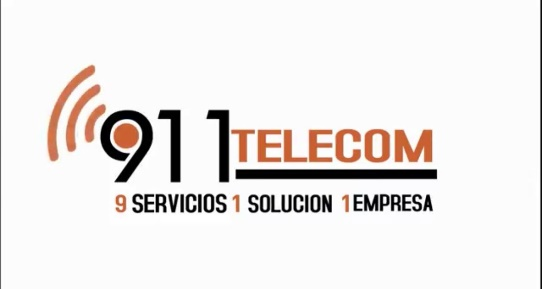 911 TELECOM
9 SERVICIOS 1 SOLUCION 1 EMPRESA